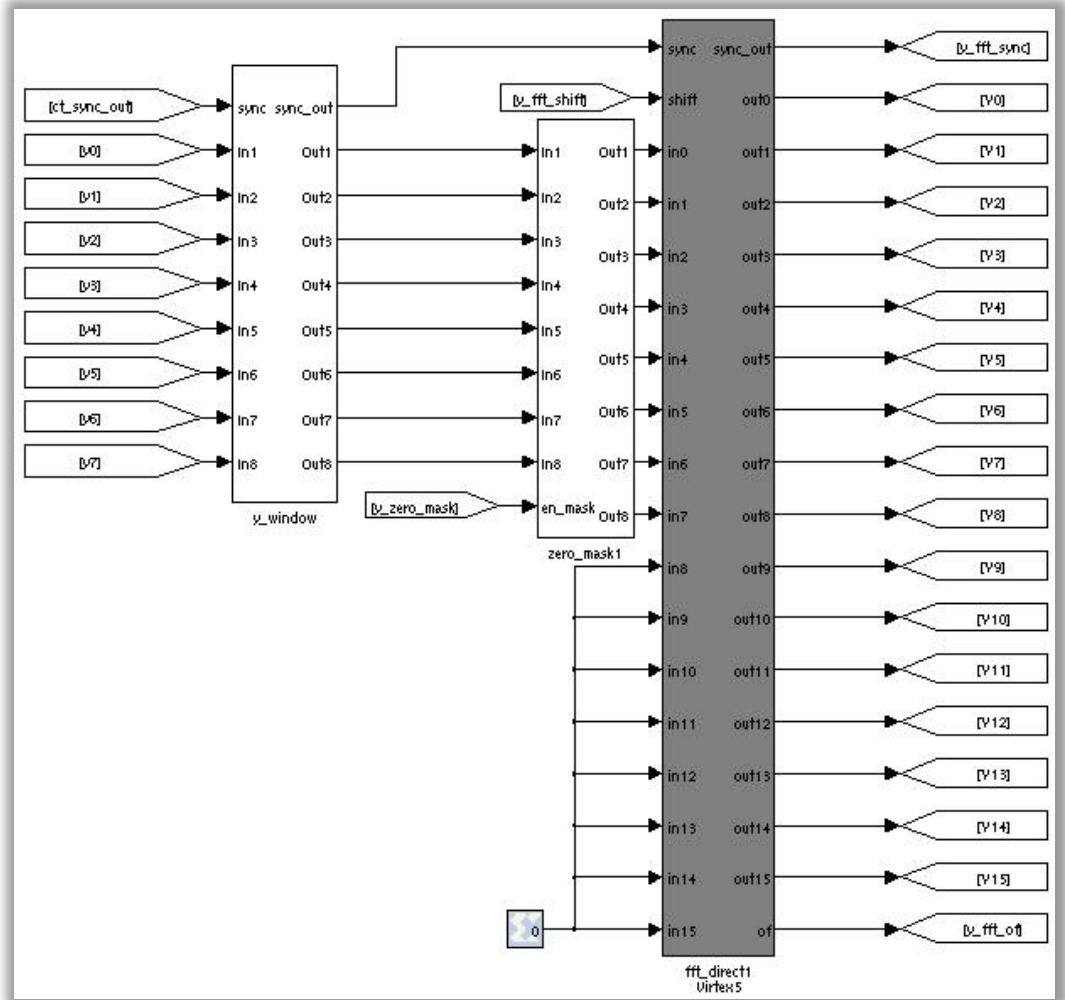 [ct_sync_out]
[y0]
[y1]
[y2]
[y3]
[y4]
[y5]
[y6]
[y7]
sync sync_out
In1 Out1
In2 Out2
In3 Out3
In4 Out4
In5 Out5
In6 Out6
In7 Out7
In8 Out8
y_window
[y_fft_shift]
[y_zero_mask]
In1 Out1
In2 Out2
In3 Out3
In4 Out4
In5 Out5
In6 Out6
In7 Out7
In8 Out8
en_mask
zero_mask1
0
sync sync_out
shift out0
in0 out1
in1 out2
in2 out3
in3 out4
in4 out5
in5 out6
in6 out7
in7 out8
in8 out9
in9 out10
in10 out11
in11 out12
in12 out13
in13 out14
in14 out15
in15 of
fft_direct1
Virtex5
[y_fft_sync]
[Y0]
[Y1]
[Y2]
[Y3]
[Y4]
[Y5]
[Y6]
[Y7]
[Y8]
[Y9]
[Y10]
[Y11]
[Y12]
[Y13]
[Y14]
[Y15]
[y_fft_of]